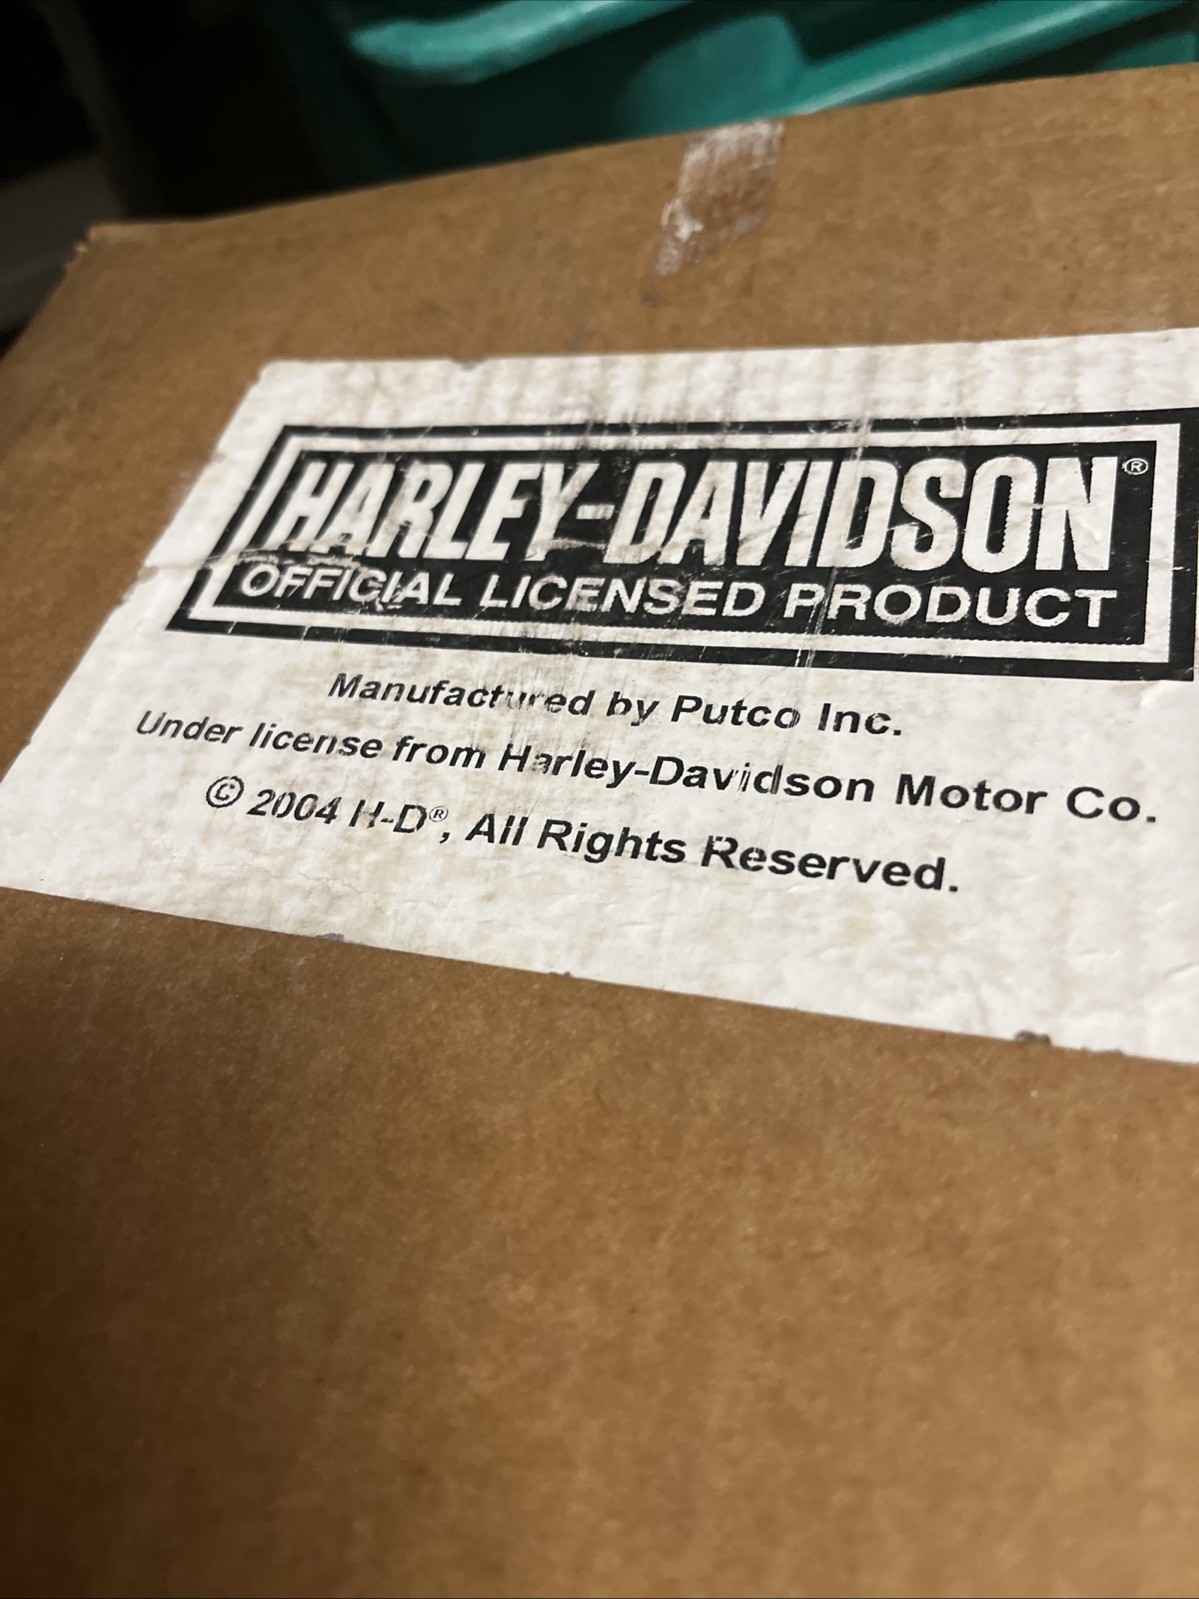 HARLEY-DAVIDSON®
OFFICIAL LICENSED PRODUCT
Manufactured by Putco Inc.
Under license from Harley-Davidson Motor Co.
© 2004 H-D®, All Rights Reserved.